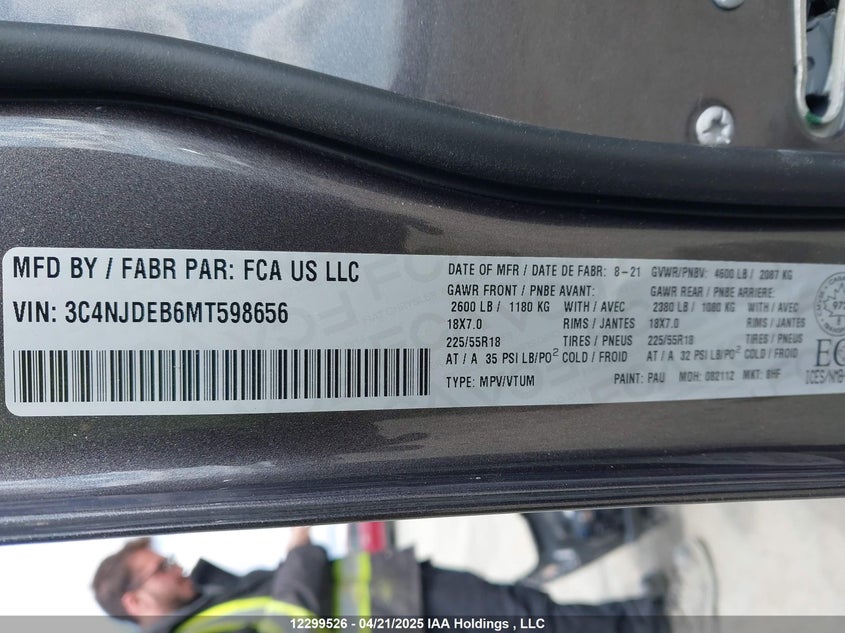 MFD BY / FABR PAR: FCA US LLC
VIN: 3C4NJDEB6MT598656
DATE OF MFR / DATE DE FABR: 8-21 GVWR/PNBV: 4600 LB / 2087 KG
GAWR FRONT / PNBE AVANT: GAWR REAR / PNBE ARRIERE:
2600 LB / 1180 KG WITH / AVEC 2380 LB / 1080 KG WITH / AVEC
18X7.0 RIMS / JANTES 18X7.0 RIMS / JANTES
225/55R18 TIRES / PNEUS 225/55R18 TIRES / PNEUS
AT / A 35 PSI LB/PO² COLD / FROID AT / A 32 PSI LB/PO² COLD / FROID
TYPE: MPV/VTUM PAINT: PAU MDH: 082112 MKT: BHF
12299526 - 04/21/2025 IAA Holdings , LLC